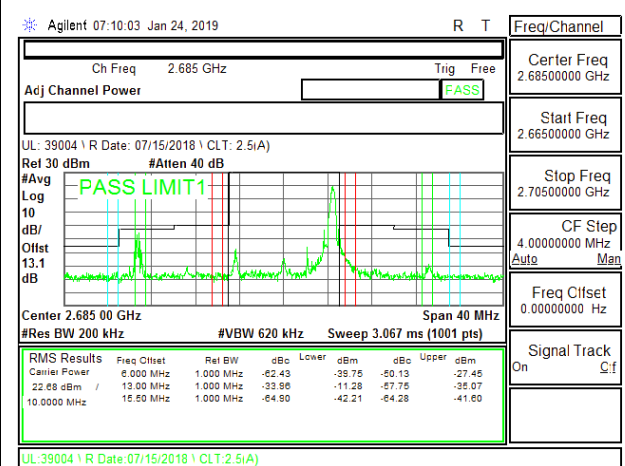 Agilent 07:10:03 Jan 24, 2019 R T
Freq/Channel
Ch Freq 2.685 GHz Trig Free
Adj Channel Power
PASS
UL: 39004 \ R Date: 07/15/2018 \ CLT: 2.5(A)
Ref 30 dBm #Atten 40 dB
#Avg
Log
10
dB/
Offst
13.1
dB
PASS LIMIT1
Center 2.685 00 GHz Span 40 MHz
#Res BW 200 kHz #VBW 620 kHz Sweep 3.067 ms (1001 pts)
RMS Results Freq Offset Ref BW dBc Lower dBm dBc Upper dBm
Carrier Power 6.000 MHz 1.000 MHz -62.43 -39.75 -50.13 -27.45
22.68 dBm / 13.00 MHz 1.000 MHz -33.96 -11.28 -57.75 -35.07
10.0000 MHz 15.50 MHz 1.000 MHz -64.90 -42.21 -64.28 -41.60
UL:39004 \ R Date:07/15/2018 \ CLT:2.5(A)
Center Freq
2.68500000 GHz
Start Freq
2.66500000 GHz
Stop Freq
2.70500000 GHz
CF Step
4.00000000 MHz
Auto Man
Freq Offset
0.00000000 Hz
Signal Track
On Off